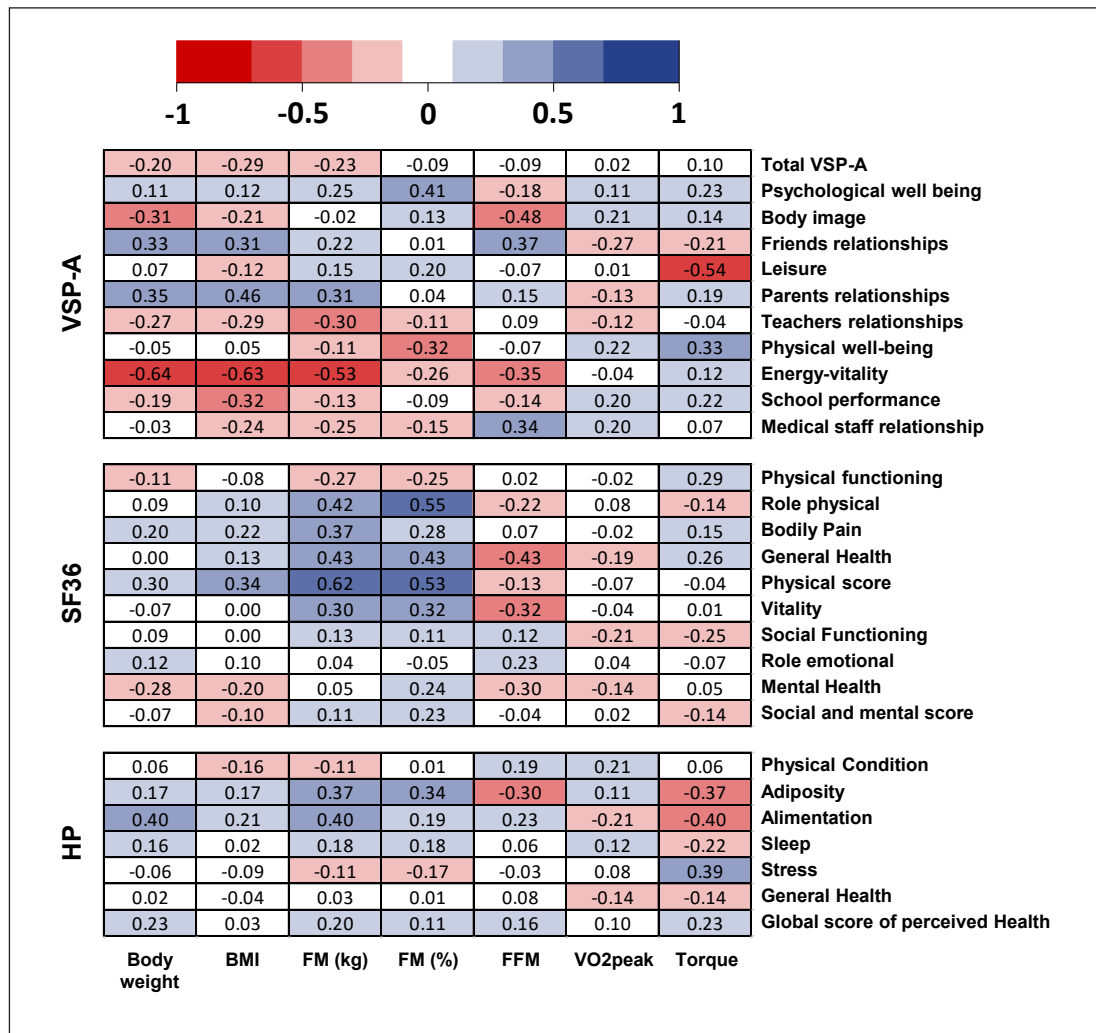 -1 -0.5 0 0.5 1
VSP-A
-0.20 -0.29 -0.23 -0.09 -0.09 0.02 0.10 Total VSP-A
0.11 0.12 0.25 0.41 -0.18 0.11 0.23 Psychological well being
-0.31 -0.21 -0.02 0.13 -0.48 0.21 0.14 Body image
0.33 0.31 0.22 0.01 0.37 -0.27 -0.21 Friends relationships
0.07 -0.12 0.15 0.20 -0.07 0.01 -0.54 Leisure
0.35 0.46 0.31 0.04 0.15 -0.13 0.19 Parents relationships
-0.27 -0.29 -0.30 -0.11 0.09 -0.12 -0.04 Teachers relationships
-0.05 0.05 -0.11 -0.32 -0.07 0.22 0.33 Physical well-being
-0.64 -0.63 -0.53 -0.26 -0.35 -0.04 0.12 Energy-vitality
-0.19 -0.32 -0.13 -0.09 -0.14 0.20 0.22 School performance
-0.03 -0.24 -0.25 -0.15 0.34 0.20 0.07 Medical staff relationship
SF36
-0.11 -0.08 -0.27 -0.25 0.02 -0.02 0.29 Physical functioning
0.09 0.10 0.42 0.55 -0.22 0.08 -0.14 Role physical
0.20 0.22 0.37 0.28 0.07 -0.02 0.15 Bodily Pain
0.00 0.13 0.43 0.43 -0.43 -0.19 0.26 General Health
0.30 0.34 0.62 0.53 -0.13 -0.07 -0.04 Physical score
-0.07 0.00 0.30 0.32 -0.32 -0.04 0.01 Vitality
0.09 0.00 0.13 0.11 0.12 -0.21 -0.25 Social Functioning
0.12 0.10 0.04 -0.05 0.23 0.04 -0.07 Role emotional
-0.28 -0.20 0.05 0.24 -0.30 -0.14 0.05 Mental Health
-0.07 -0.10 0.11 0.23 -0.04 0.02 -0.14 Social and mental score
HP
0.06 -0.16 -0.11 0.01 0.19 0.21 0.06 Physical Condition
0.17 0.17 0.37 0.34 -0.30 0.11 -0.37 Adiposity
0.40 0.21 0.40 0.19 0.23 -0.21 -0.40 Alimentation
0.16 0.02 0.18 0.18 0.06 0.12 -0.22 Sleep
-0.06 -0.09 -0.11 -0.17 -0.03 0.08 0.39 Stress
0.02 -0.04 0.03 0.01 0.08 -0.14 -0.14 General Health
0.23 0.03 0.20 0.11 0.16 0.10 0.23 Global score of perceived Health
Body BMI FM (kg) FM (%) FFM VO2peak Torque
weight